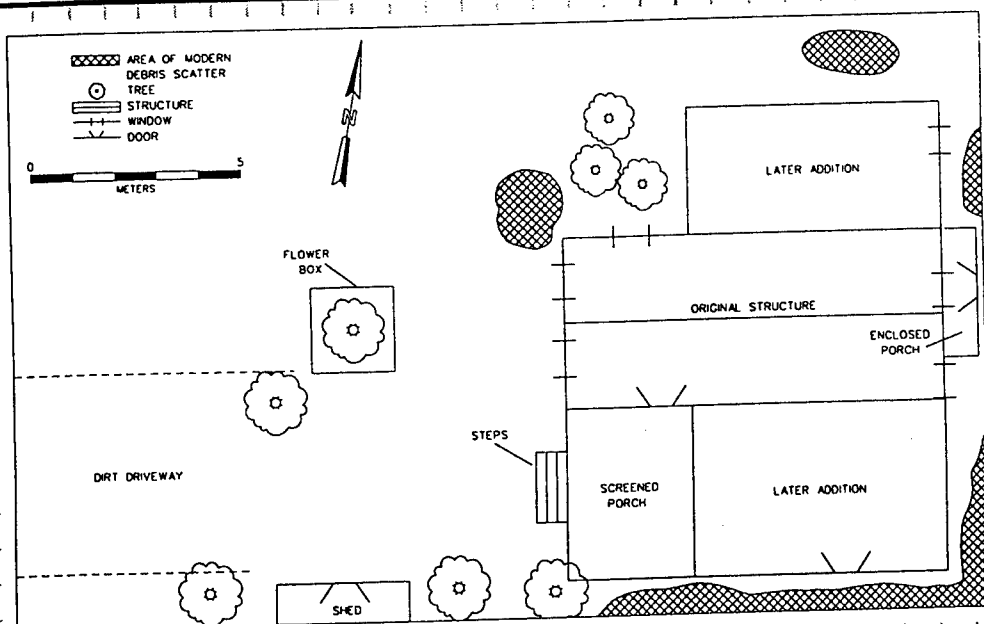 AREA OF MODERN
DEBRIS SCATTER
TREE
STRUCTURE
WINDOW
DOOR
0 5
METERS
N
LATER ADDITION
FLOWER
BOX
ORIGINAL STRUCTURE
ENCLOSED
PORCH
STEPS
DIRT DRIVEWAY
SCREENED
PORCH
LATER ADDITION
SHED